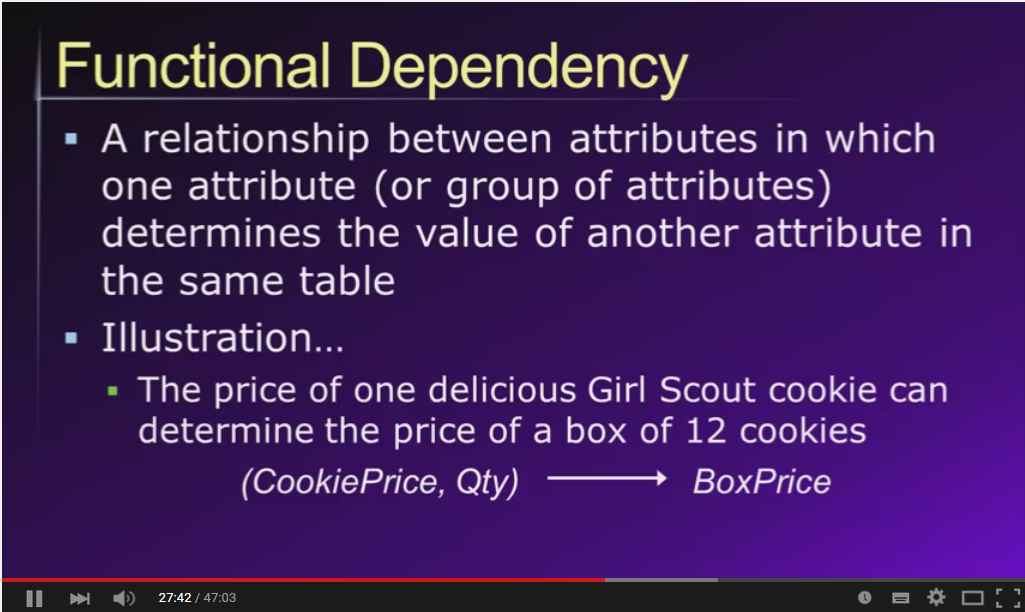 Functional Dependency
▪ A relationship between attributes in which
one attribute (or group of attributes)
determines the value of another attribute in
the same table
▪ Illustration…
▪ The price of one delicious Girl Scout cookie can
determine the price of a box of 12 cookies
(CookiePrice, Qty) ⟶ BoxPrice
27:42 / 47:03